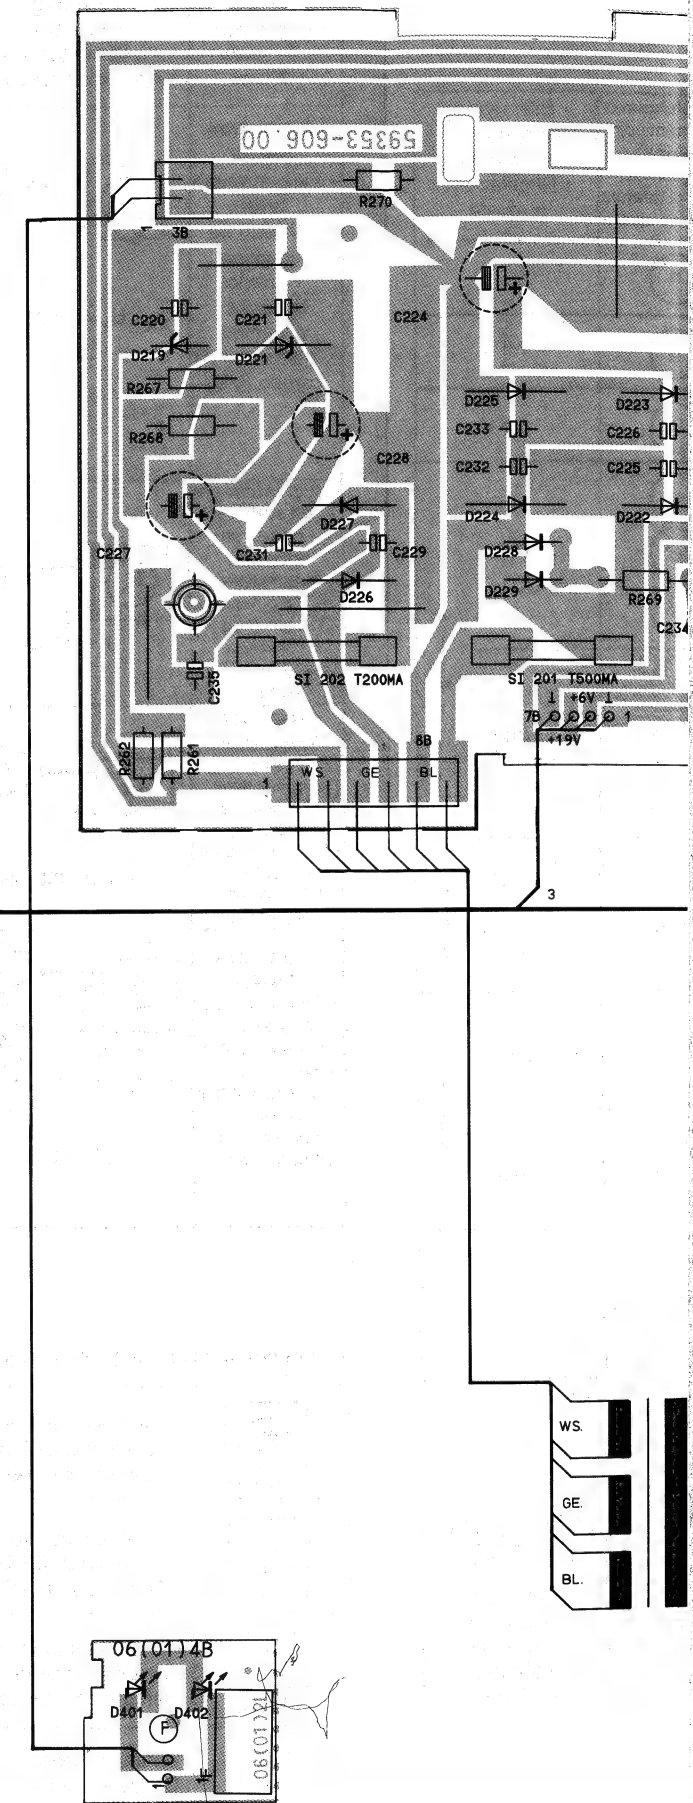 59353-606.00
R270
1 3B
C220
C221
C224
D219
D221
R267
D225
D223
R268
C233
C226
C228
C232
C225
D227
D224
D222
C227
C231
C229
D228
D226
D229
R269
C234
C235
SI 202 T200MA
SI 201 T500MA
⊥ +6V ⊥
7B 1
+19V
R262
R261
8B
1 WS GE BL
3
WS.
GE.
BL.
06(01)4B
D401
D402
F
1
1F